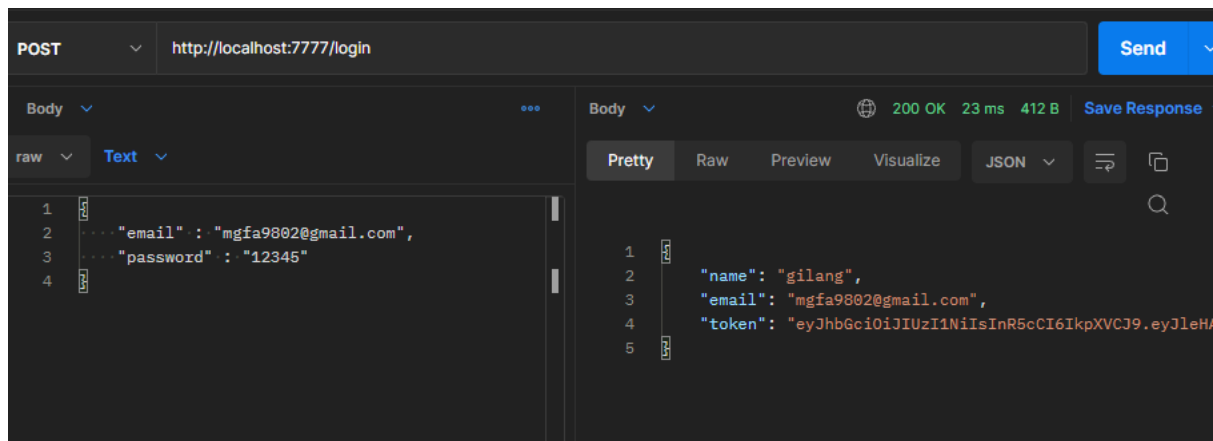 POST http://localhost:7777/login Send
Body ooo
raw Text
1 {
2 "email" : "mgfa9802@gmail.com",
3 "password" : "12345"
4 }
Body 200 OK 23 ms 412 B Save Response
Pretty Raw Preview Visualize JSON
1 {
2 "name": "gilang",
3 "email": "mgfa9802@gmail.com",
4 "token": "eyJhbGciOiJIUzI1NiIsInR5cCI6IkpXVCJ9.eyJleHA
5 }